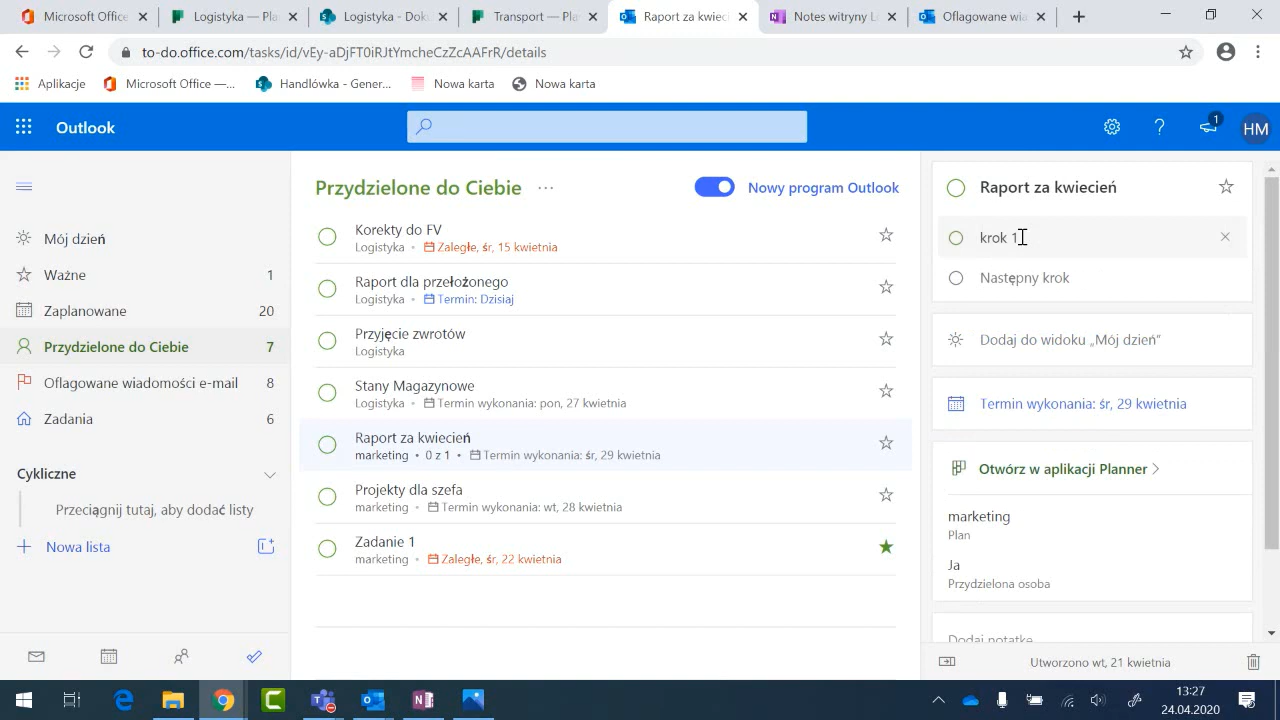 Microsoft Office
Logistyka — Pla
Logistyka - Dok
Transport — Pla
Raport za kwieci
Notes witryny L
Oflagowane wia
to-do.office.com/tasks/id/vEy-aDjFT0iRJtYmcheCzZcAAFrR/details
Aplikacje
Microsoft Office —...
Handlówka - Gener...
Nowa karta
Nowa karta
Outlook
1
HM
Mój dzień
Ważne
1
Zaplanowane
20
Przydzielone do Ciebie
7
Oflagowane wiadomości e-mail
8
Zadania
6
Cykliczne
Przeciągnij tutaj, aby dodać listy
Nowa lista
Przydzielone do Ciebie
...
Nowy program Outlook
Korekty do FV
Logistyka • Zaległe, śr, 15 kwietnia
Raport dla przełożonego
Logistyka • Termin: Dzisiaj
Przyjęcie zwrotów
Logistyka
Stany Magazynowe
Logistyka • Termin wykonania: pon, 27 kwietnia
Raport za kwiecień
marketing • 0 z 1 • Termin wykonania: śr, 29 kwietnia
Projekty dla szefa
marketing • Termin wykonania: wt, 28 kwietnia
Zadanie 1
marketing • Zaległe, śr, 22 kwietnia
Raport za kwiecień
krok 1
Następny krok
Dodaj do widoku „Mój dzień”
Termin wykonania: śr, 29 kwietnia
Otwórz w aplikacji Planner
marketing
Plan
Ja
Przydzielona osoba
Dodaj notatkę
Utworzono wt, 21 kwietnia
13:27
24.04.2020